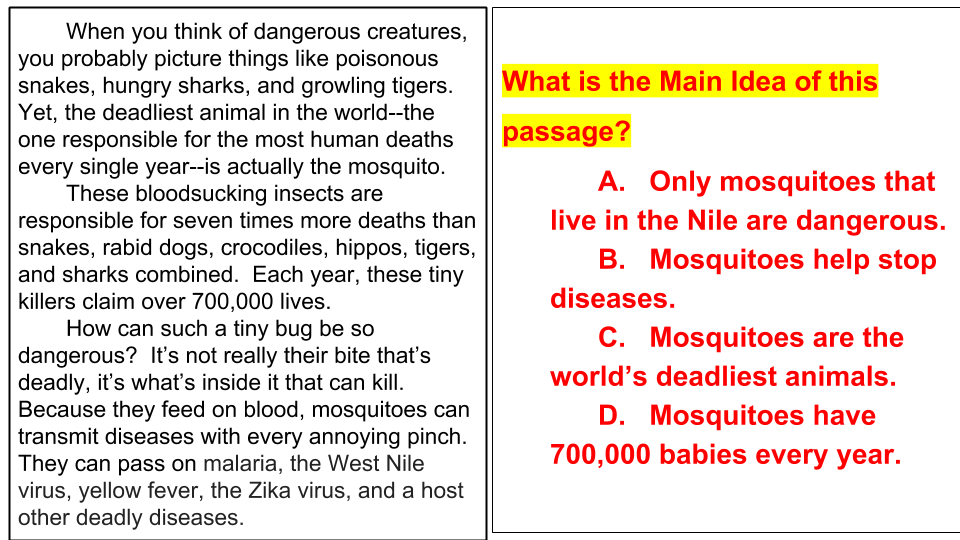 When you think of dangerous creatures,
you probably picture things like poisonous
snakes, hungry sharks, and growling tigers.
Yet, the deadliest animal in the world--the
one responsible for the most human deaths
every single year--is actually the mosquito.
These bloodsucking insects are
responsible for seven times more deaths than
snakes, rabid dogs, crocodiles, hippos, tigers,
and sharks combined.  Each year, these tiny
killers claim over 700,000 lives.
How can such a tiny bug be so
dangerous?  It’s not really their bite that’s
deadly, it’s what’s inside it that can kill.
Because they feed on blood, mosquitoes can
transmit diseases with every annoying pinch.
They can pass on malaria, the West Nile
virus, yellow fever, the Zika virus, and a host
other deadly diseases.
What is the Main Idea of this
passage?
A.   Only mosquitoes that
live in the Nile are dangerous.
B.   Mosquitoes help stop
diseases.
C.   Mosquitoes are the
world’s deadliest animals.
D.   Mosquitoes have
700,000 babies every year.